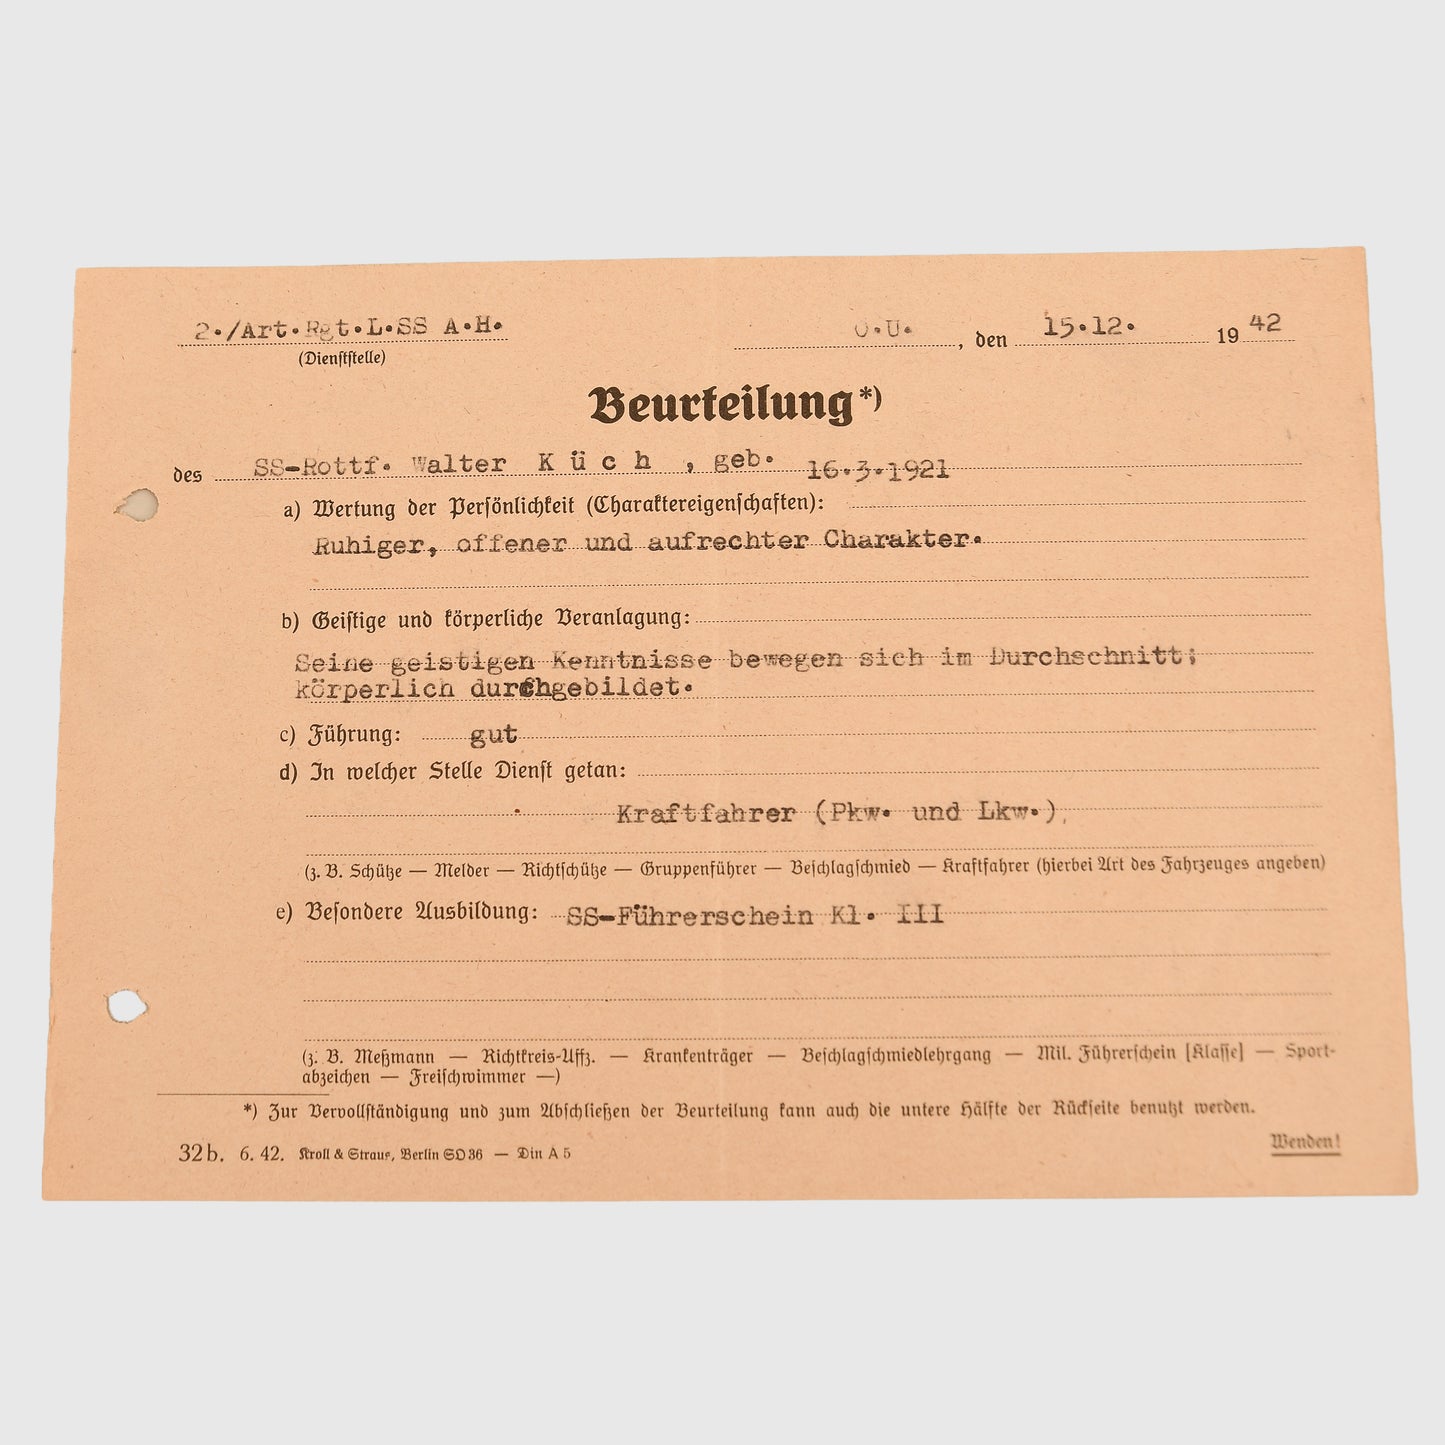 2./Art.Rgt.L.SS A.H. O.U. , den 15.12. 19 42
(Dienststelle)
Beurteilung*)
des SS-Rottf. Walter K ü c h , geb. 16.3.1921
a) Wertung der Persönlichkeit (Charaktereigenschaften):
Ruhiger, offener und aufrechter Charakter.
b) Geistige und körperliche Veranlagung:
Seine geistigen Kenntnisse bewegen sich im Durchschnitt;
körperlich durchgebildet.
c) Führung: gut
d) In welcher Stelle Dienst getan:
Kraftfahrer (Pkw. und Lkw.),
(z. B. Schütze — Melder — Richtschütze — Gruppenführer — Beschlagschmied — Kraftfahrer (hierbei Art des Fahrzeuges angeben)
e) Besondere Ausbildung: SS-Führerschein Kl. III
(z. B. Meßmann — Richtkreis-Uffz. — Krankenträger — Beschlagschmiedlehrgang — Mil. Führerschein [Klasse] — Sport-
abzeichen — Freischwimmer —)
*) Zur Vervollständigung und zum Abschließen der Beurteilung kann auch die untere Hälfte der Rückseite benutzt werden.
Wenden!
32b. 6. 42. Kroll & Straus, Berlin SO 36 — Din A 5